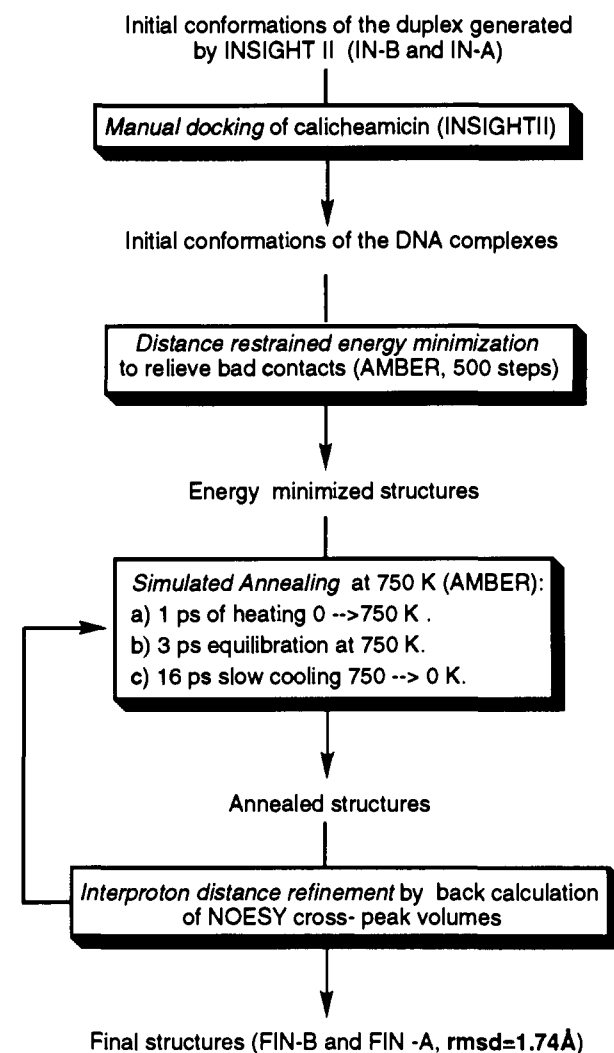 Initial conformations of the duplex generated
by INSIGHT II (IN-B and IN-A)
Manual docking of calicheamicin (INSIGHTII)
Initial conformations of the DNA complexes
Distance restrained energy minimization
to relieve bad contacts (AMBER, 500 steps)
Energy minimized structures
Simulated Annealing at 750 K (AMBER):
a) 1 ps of heating 0 -->750 K .
b) 3 ps equilibration at 750 K.
c) 16 ps slow cooling 750 --> 0 K.
Annealed structures
Interproton distance refinement by back calculation
of NOESY cross- peak volumes
Final structures (FIN-B and FIN -A, rmsd=1.74Å)